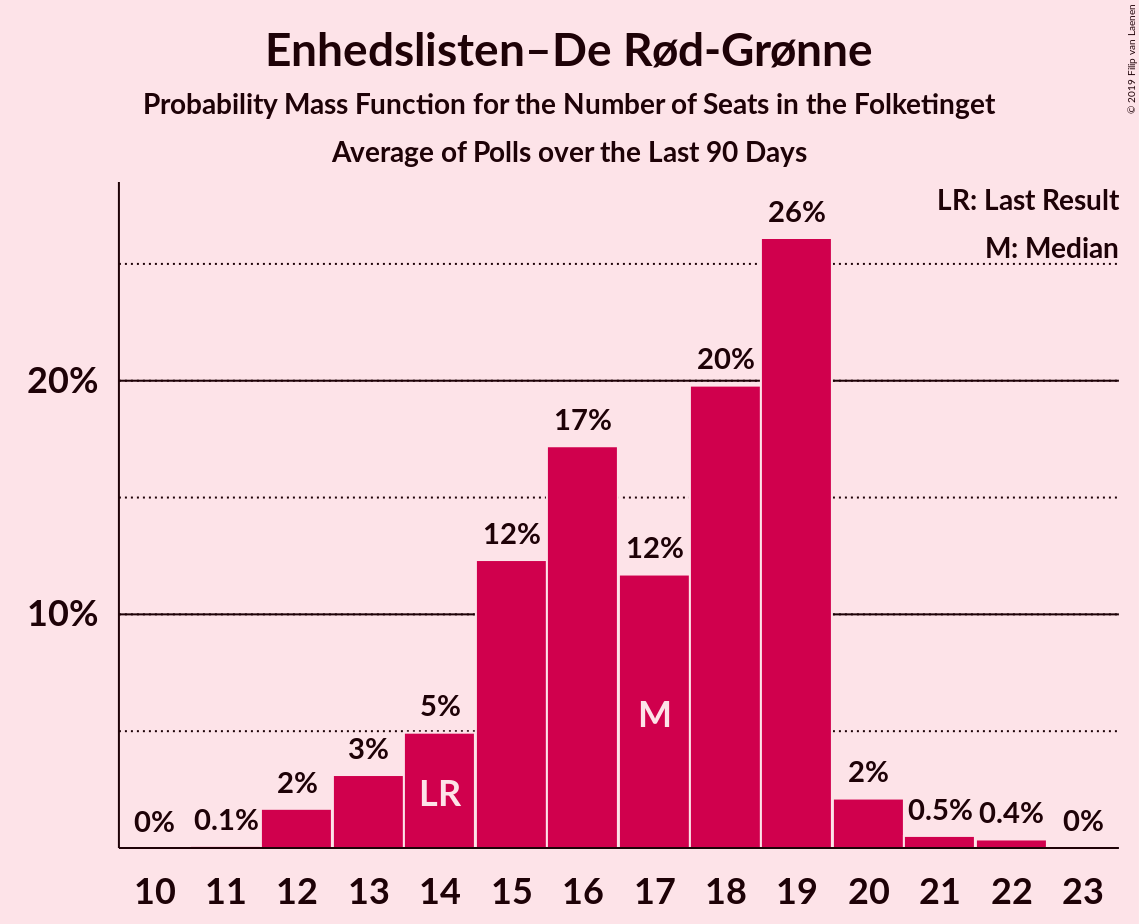 Enhedslisten–De Rød-Grønne
Probability Mass Function for the Number of Seats in the Folketinget
Average of Polls over the Last 90 Days
© 2019 Filip van Laenen
LR: Last Result
M: Median
26%
20%
20%
17%
12%
12%
10%
5%
3%
2%
2%
0%
0.1%
0.5%
0.4%
0%
LR
M
10 11 12 13 14 15 16 17 18 19 20 21 22 23